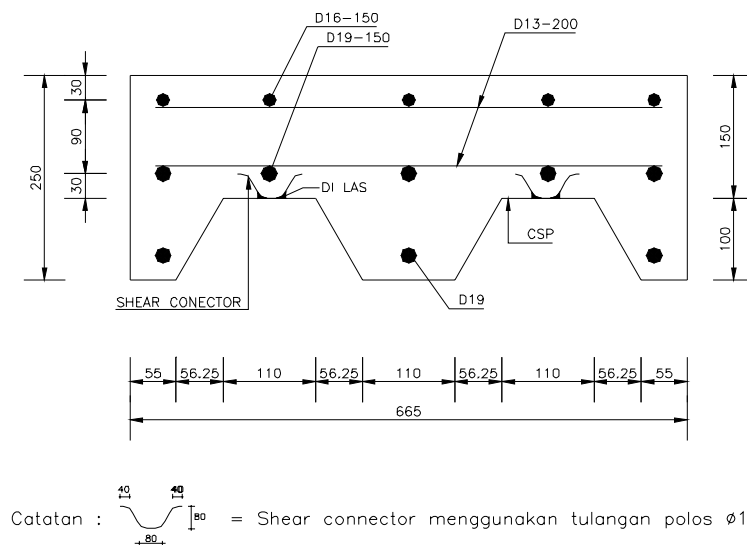 D16-150
D19-150
D13-200
30
90
30
250
150
100
DI LAS
CSP
SHEAR CONECTOR
D19
55
56.25
110
56.25
110
56.25
110
56.25
55
665
Catatan :
40
40
80
80
= Shear connector menggunakan tulangan polos ø1